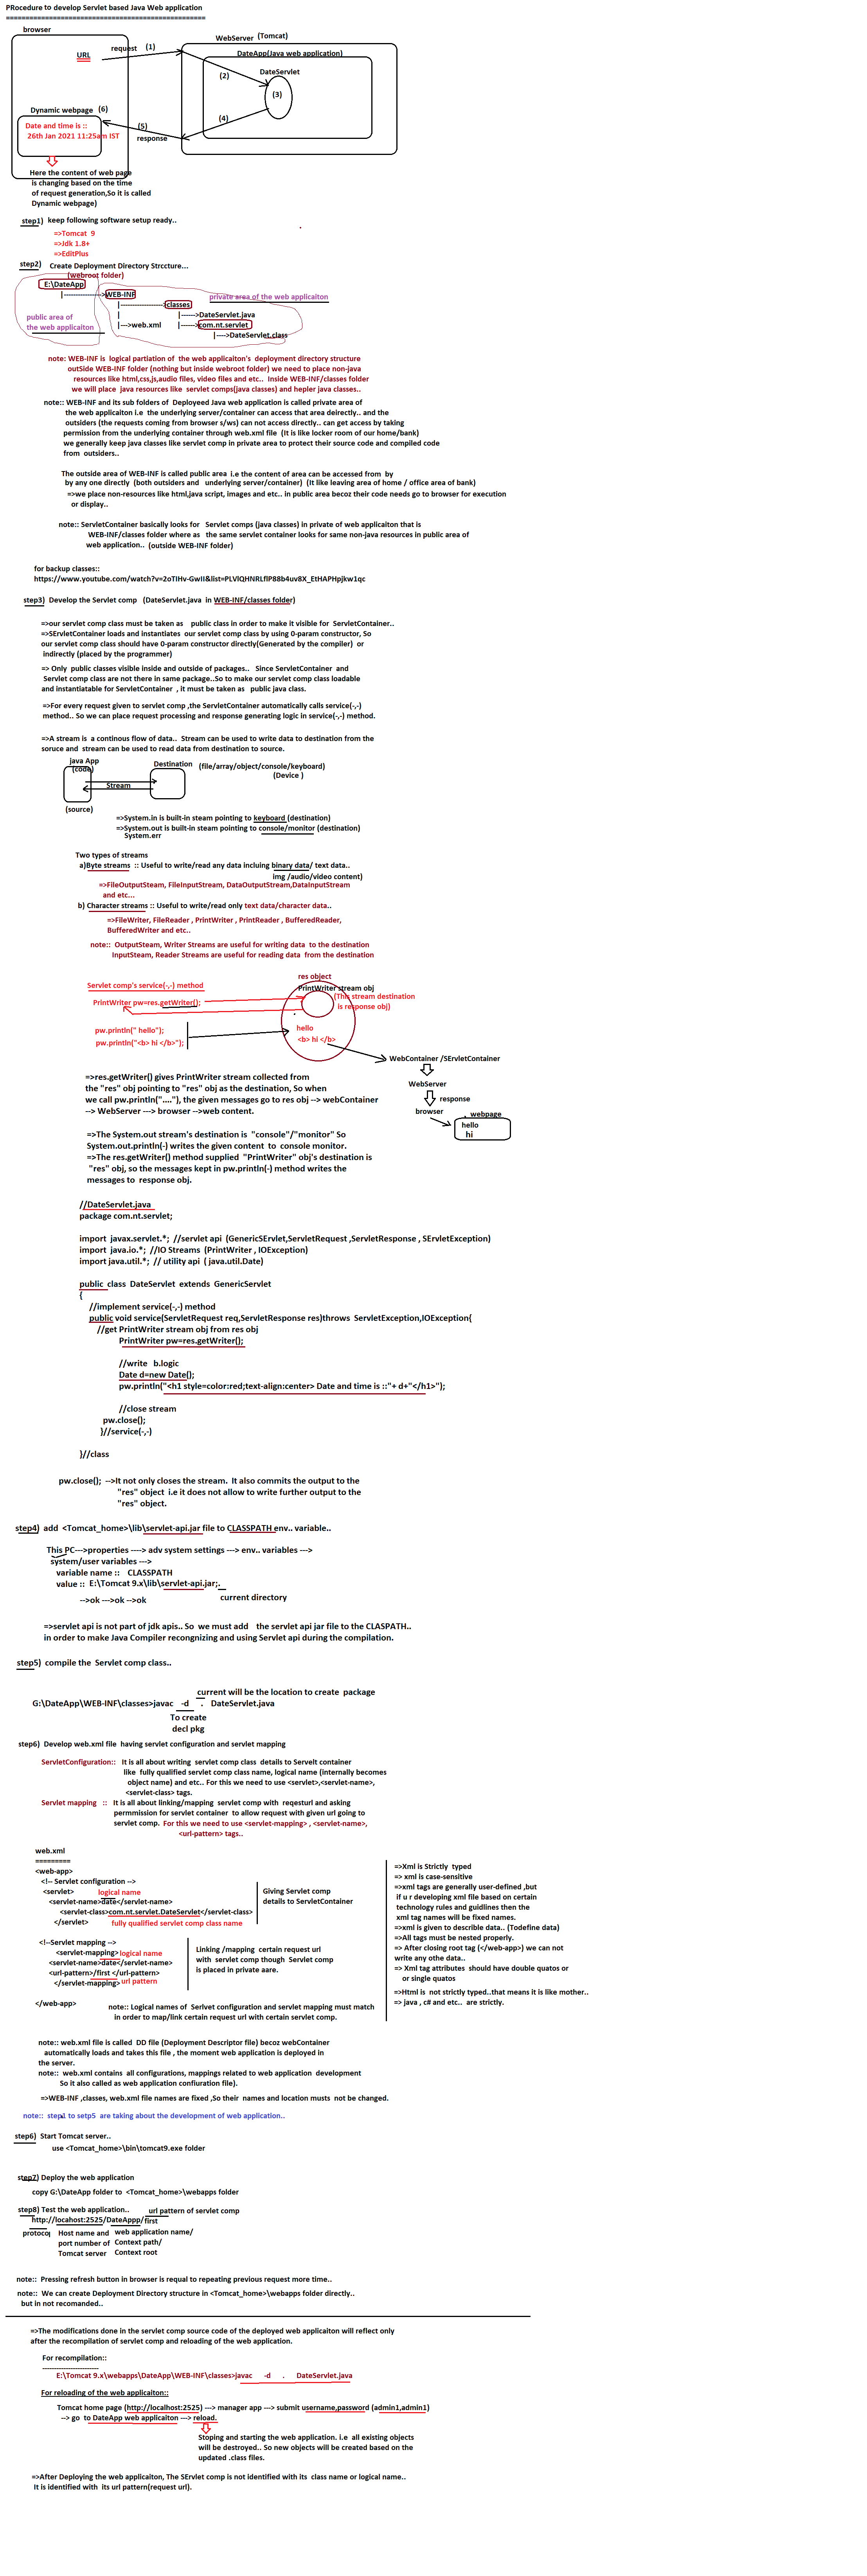 PRocedure to develop Servlet based Java Web application
===================================================
browser
WebServer (Tomcat)
request (1)
URL
DateApp(Java web application)
(2)
DateServlet
(3)
Dynamic webpage (6)
(4)
Date and time is ::
26th Jan 2021 11:25am IST
(5)
response
Here the content of web page
is changing based on the time
of request generation,So it is called
Dynamic webpage)
step1) keep following software setup ready..
=>Tomcat 9
=>Jdk 1.8+
=>EditPlus
step2) Create Deployment Directory Strccture...
(webroot folder)
E:\DateApp
|-------------->WEB-INF
private area of the web applicaiton
|----------------->classes
| |------>DateServlet.java
public area of
the web applicaiton
|--->web.xml |------>com.nt.servlet
|---->DateServlet.class
note: WEB-INF is logical partiation of the web applicaiton's deployment directory structure
outSide WEB-INF folder (nothing but inside webroot folder) we need to place non-java
resources like html,css,js,audio files, video files and etc.. Inside WEB-INF/classes folder
we will place java resources like servlet comps(java classes) and hepler java classes..
note:: WEB-INF and its sub folders of Deployeed Java web application is called private area of
the web applicaiton i.e the underlying server/container can access that area deirectly.. and the
outsiders (the requests coming from browser s/ws) can not access directly.. can get access by taking
permission from the underlying container through web.xml file (It is like locker room of our home/bank)
we generally keep java classes like servlet comp in private area to protect their source code and compiled code
from outsiders..
The outside area of WEB-INF is called public area i.e the content of area can be accessed from by
by any one directly (both outsiders and underlying server/container) (It like leaving area of home / office area of bank)
=>we place non-resources like html,java script, images and etc.. in public area becoz their code needs go to browser for execution
or display..
note:: ServletContainer basically looks for Servlet comps (java classes) in private of web applicaiton that is
WEB-INF/classes folder where as the same servlet container looks for same non-java resources in public area of
web application.. (outside WEB-INF folder)
for backup classes::
https://www.youtube.com/watch?v=2oTIHv-GwII&list=PLVlQHNRLflP88b4uv8X_EtHAPHpjkw1qc
step3) Develop the Servlet comp (DateServlet.java in WEB-INF/classes folder)
=>our servlet comp class must be taken as public class in order to make it visible for ServletContainer..
=>SErvletContainer loads and instantiates our servlet comp class by using 0-param constructor, So
our servlet comp class should have 0-param constructor directly(Generated by the compiler) or
indirectly (placed by the programmer)
=> Only public classes visible inside and outside of packages.. Since ServletContainer and
Servlet comp class are not there in same package..So to make our servlet comp class loadable
and instantiatable for ServletContainer , it must be taken as public java class.
=>For every request given to servlet comp ,the ServletContainer automatically calls service(-,-)
method.. So we can place request processing and response generating logic in service(-,-) method.
=>A stream is a continous flow of data.. Stream can be used to write data to destination from the
soruce and stream can be used to read data from destination to source.
java App
(code)
Destination (file/array/object/console/keyboard)
(Device )
Stream
(source)
=>System.in is built-in steam pointing to keyboard (destination)
=>System.out is built-in steam pointing to console/monitor (destination)
System.err
Two types of streams
a)Byte streams :: Useful to write/read any data incluing binary data/ text data..
img /audio/video content)
=>FileOutputSteam, FileInputStream, DataOutputStream,DataInputStream
and etc...
b) Character streams :: Useful to write/read only text data/character data..
=>FileWriter, FileReader , PrintWriter , PrintReader , BufferedReader,
BufferedWriter and etc..
note:: OutputSteam, Writer Streams are useful for writing data to the destination
InputSteam, Reader Streams are useful for reading data from the destination
res object
Servlet comp's service(-,-) method
PrintWriter stream obj
(This stream destination
is response obj)
PrintWriter pw=res.getWriter();
pw.println(" hello");
pw.println("<b> hi </b>");
hello
<b> hi </b>
WebContainer /SErvletContainer
WebServer
response
browser
webpage
hello
hi
=>res.getWriter() gives PrintWriter stream collected from
the "res" obj pointing to "res" obj as the destination, So when
we call pw.println("...."), the given messages go to res obj --> webContainer
--> WebServer ---> browser -->web content.
=>The System.out stream's destination is "console"/"monitor" So
System.out.println(-) writes the given content to console monitor.
=>The res.getWriter() method supplied "PrintWriter" obj's destination is
"res" obj, so the messages kept in pw.println(-) method writes the
messages to response obj.
//DateServlet.java
package com.nt.servlet;
import javax.servlet.*; //servlet api (GenericSErvlet,ServletRequest ,ServletResponse , SErvletException)
import java.io.*; //IO Streams (PrintWriter , IOException)
import java.util.*; // utility api ( java.util.Date)
public class DateServlet extends GenericServlet
{
//implement service(-,-) method
public void service(ServletRequest req,ServletResponse res)throws ServletException,IOException{
//get PrintWriter stream obj from res obj
PrintWriter pw=res.getWriter();
//write b.logic
Date d=new Date();
pw.println("<h1 style=color:red;text-align:center> Date and time is ::"+ d+"</h1>");
//close stream
pw.close();
}//service(-,-)
}//class
pw.close(); -->It not only closes the stream. It also commits the output to the
"res" object i.e it does not allow to write further output to the
"res" object.
step4) add <Tomcat_home>\lib\servlet-api.jar file to CLASSPATH env.. variable..
This PC--->properties ----> adv system settings ---> env.. variables --->
system/user variables --->
variable name :: CLASSPATH
value :: E:\Tomcat 9.x\lib\servlet-api.jar;.
current directory
-->ok --->ok -->ok
=>servlet api is not part of jdk apis.. So we must add the servlet api jar file to the CLASPATH..
in order to make Java Compiler recongnizing and using Servlet api during the compilation.
step5) compile the Servlet comp class..
current will be the location to create package
G:\DateApp\WEB-INF\classes>javac -d . DateServlet.java
To create
decl pkg
step6) Develop web.xml file having servlet configuration and servlet mapping
ServletConfiguration:: It is all about writing servlet comp class details to Servelt container
like fully qualified servlet comp class name, logical name (internally becomes
object name) and etc.. For this we need to use <servlet>,<servlet-name>,
<servlet-class> tags.
Servlet mapping :: It is all about linking/mapping servlet comp with reqesturl and asking
permmission for servlet container to allow request with given url going to
servlet comp. For this we need to use <servlet-mapping> , <servlet-name>,
<url-pattern> tags..
web.xml
=========
<web-app>
<!-- Servlet configuration -->
<servlet> logical name
<servlet-name>date</servlet-name>
<servlet-class>com.nt.servlet.DateServlet</servlet-class>
</servlet> fully qualified servlet comp class name
Giving Servlet comp
details to ServletContainer
<!--Servlet mapping -->
<servlet-mapping> logical name
<servlet-name>date</servlet-name>
<url-pattern>/first </url-pattern>
</servlet-mapping> url pattern
Linking /mapping certain request url
with servlet comp though Servlet comp
is placed in private aare.
</web-app>
note:: Logical names of Serlvet configuration and servlet mapping must match
in order to map/link certain request url with certain servlet comp.
=>Xml is Strictly typed
=> xml is case-sensitive
=>xml tags are generally user-defined ,but
if u r developing xml file based on certain
technology rules and guidlines then the
xml tag names will be fixed names.
=>xml is given to describle data.. (Todefine data)
=>All tags must be nested properly.
=> After closing root tag (</web-app>) we can not
write any othe data..
=> Xml tag attributes should have double quatos or
or single quatos
=>Html is not strictly typed..that means it is like mother..
=> java , c# and etc.. are strictly.
note:: web.xml file is called DD file (Deployment Descriptor file) becoz webContainer
automatically loads and takes this file , the moment web application is deployed in
the server.
note:: web.xml contains all configurations, mappings related to web application development
So it also called as web application confiuration file).
=>WEB-INF ,classes, web.xml file names are fixed ,So their names and location musts not be changed.
note:: step1 to setp5 are taking about the development of web application..
step6) Start Tomcat server..
use <Tomcat_home>\bin\tomcat9.exe folder
step7) Deploy the web application
copy G:\DateApp folder to <Tomcat_home>\webapps folder
step8) Test the web application.. url pattern of servlet comp
http://locahost:2525/DateAppp/first
protocop
Host name and
port number of
Tomcat server
web application name/
Context path/
Context root
note:: Pressing refresh button in browser is requal to repeating previous request more time..
note:: We can create Deployment Directory structure in <Tomcat_home>\webapps folder directly..
but in not recomanded..
=>The modifications done in the servlet comp source code of the deployed web applicaiton will reflect only
after the recompilation of servlet comp and reloading of the web application.
For recompilation::
------------------------
E:\Tomcat 9.x\webapps\DateApp\WEB-INF\classes>javac -d . DateServlet.java
For reloading of the web applicaiton::
Tomcat home page (http://localhost:2525) ---> manager app ---> submit username,password (admin1,admin1)
--> go to DateApp web applicaiton ---> reload.
Stoping and starting the web application. i.e all existing objects
will be destroyed.. So new objects will be created based on the
updated .class files.
=>After Deploying the web applicaiton, The SErvlet comp is not identified with its class name or logical name..
It is identified with its url pattern(request url).